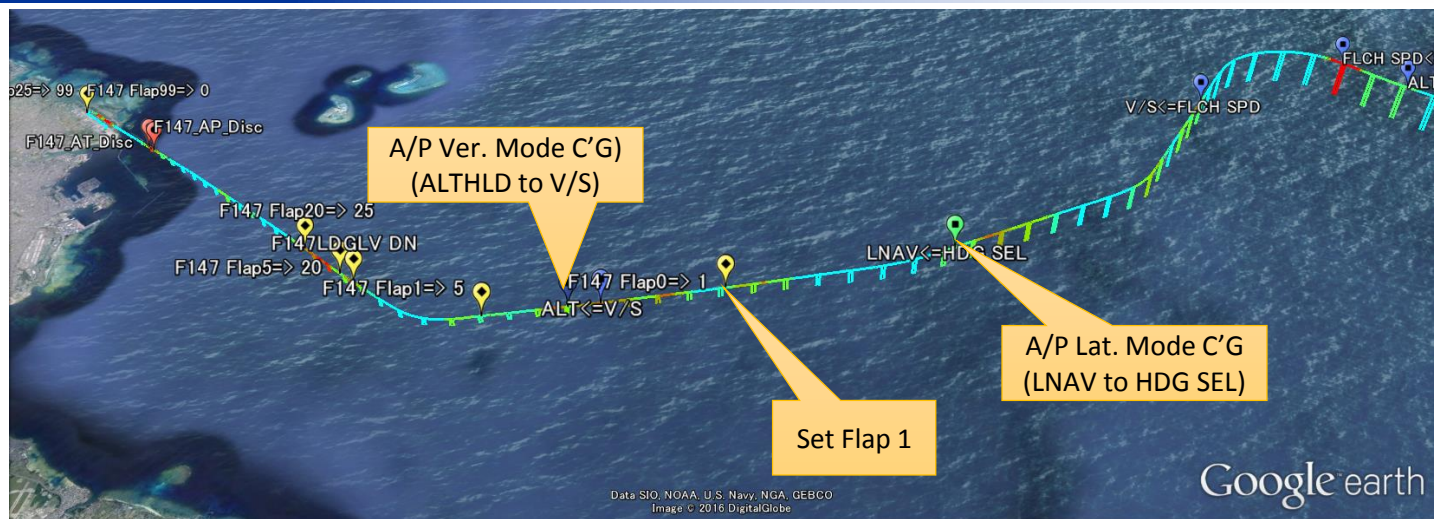 FLCH SPD<
ALT
V/S<=FLCH SPD
p25=> 99
F147 Flap99=> 0
F147_AP_Disc
F147_AT_Disc
A/P Ver. Mode C'G)
(ALTHLD to V/S)
F147 Flap20=> 25
F147LDGLV DN
F147 Flap5=> 20
F147 Flap1=> 5
F147 Flap0=> 1
ALT<=V/S
LNAV<=HDG SEL
A/P Lat. Mode C'G
(LNAV to HDG SEL)
Set Flap 1
Data SIO, NOAA, U.S. Navy, NGA, GEBCO
Image © 2016 DigitalGlobe
Google earth